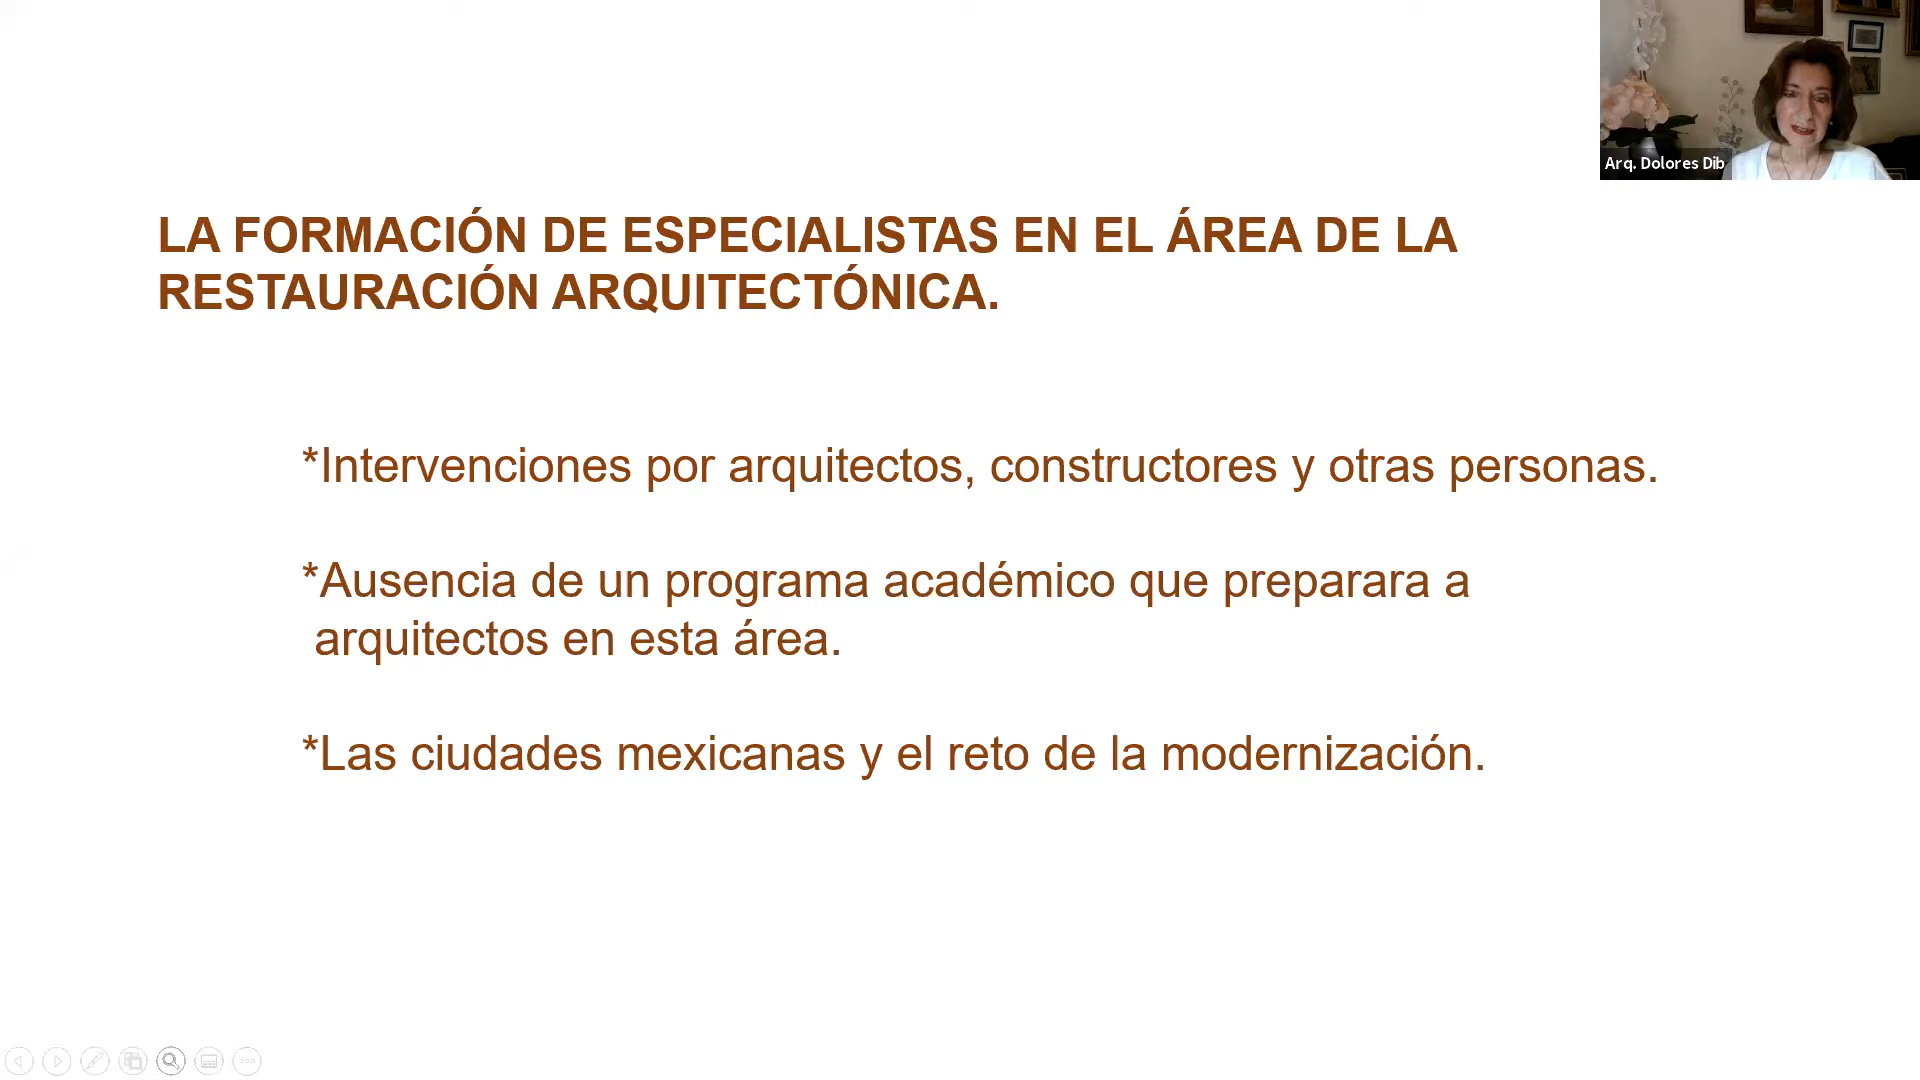 Arq. Dolores Dib
LA FORMACIÓN DE ESPECIALISTAS EN EL ÁREA DE LA
RESTAURACIÓN ARQUITECTÓNICA.
*Intervenciones por arquitectos, constructores y otras personas.
*Ausencia de un programa académico que preparara a
arquitectos en esta área.
*Las ciudades mexicanas y el reto de la modernización.